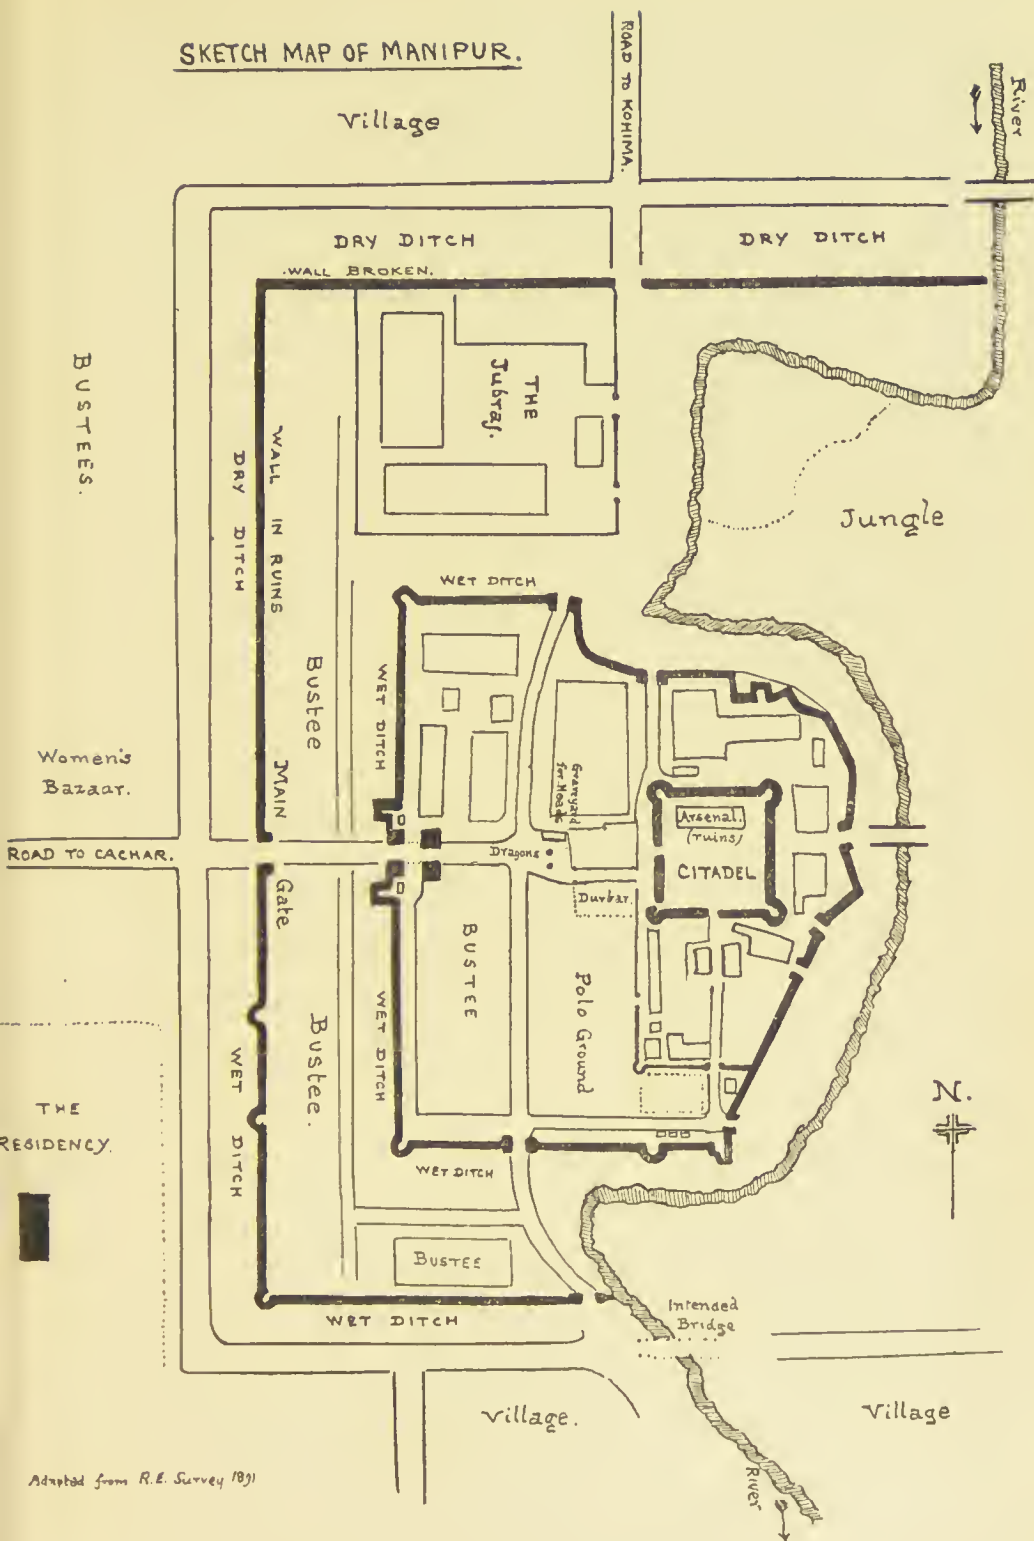 SKETCH MAP OF MANIPUR.
Village
ROAD TO KOHIMA.
River
DRY DITCH
DRY DITCH
WALL BROKEN.
THE
Jubraj.
BUSTEES.
WALL IN RUINS
DRY DITCH
Jungle
WET DITCH
Bustee
WET DITCH
Women's
Bazaar.
MAIN
Graveyard
for Heads
Arsenal.
(ruins)
CITADEL
ROAD TO CACHAR.
Dragons
Durbar.
Gate
BUSTEE
Polo Ground
Bustee.
WET DITCH
WET DITCH
N.
THE
RESIDENCY.
WET DITCH
BUSTEE
WET DITCH
Intended
Bridge
Village.
Village
River
Adapted from R.E. Survey 1891